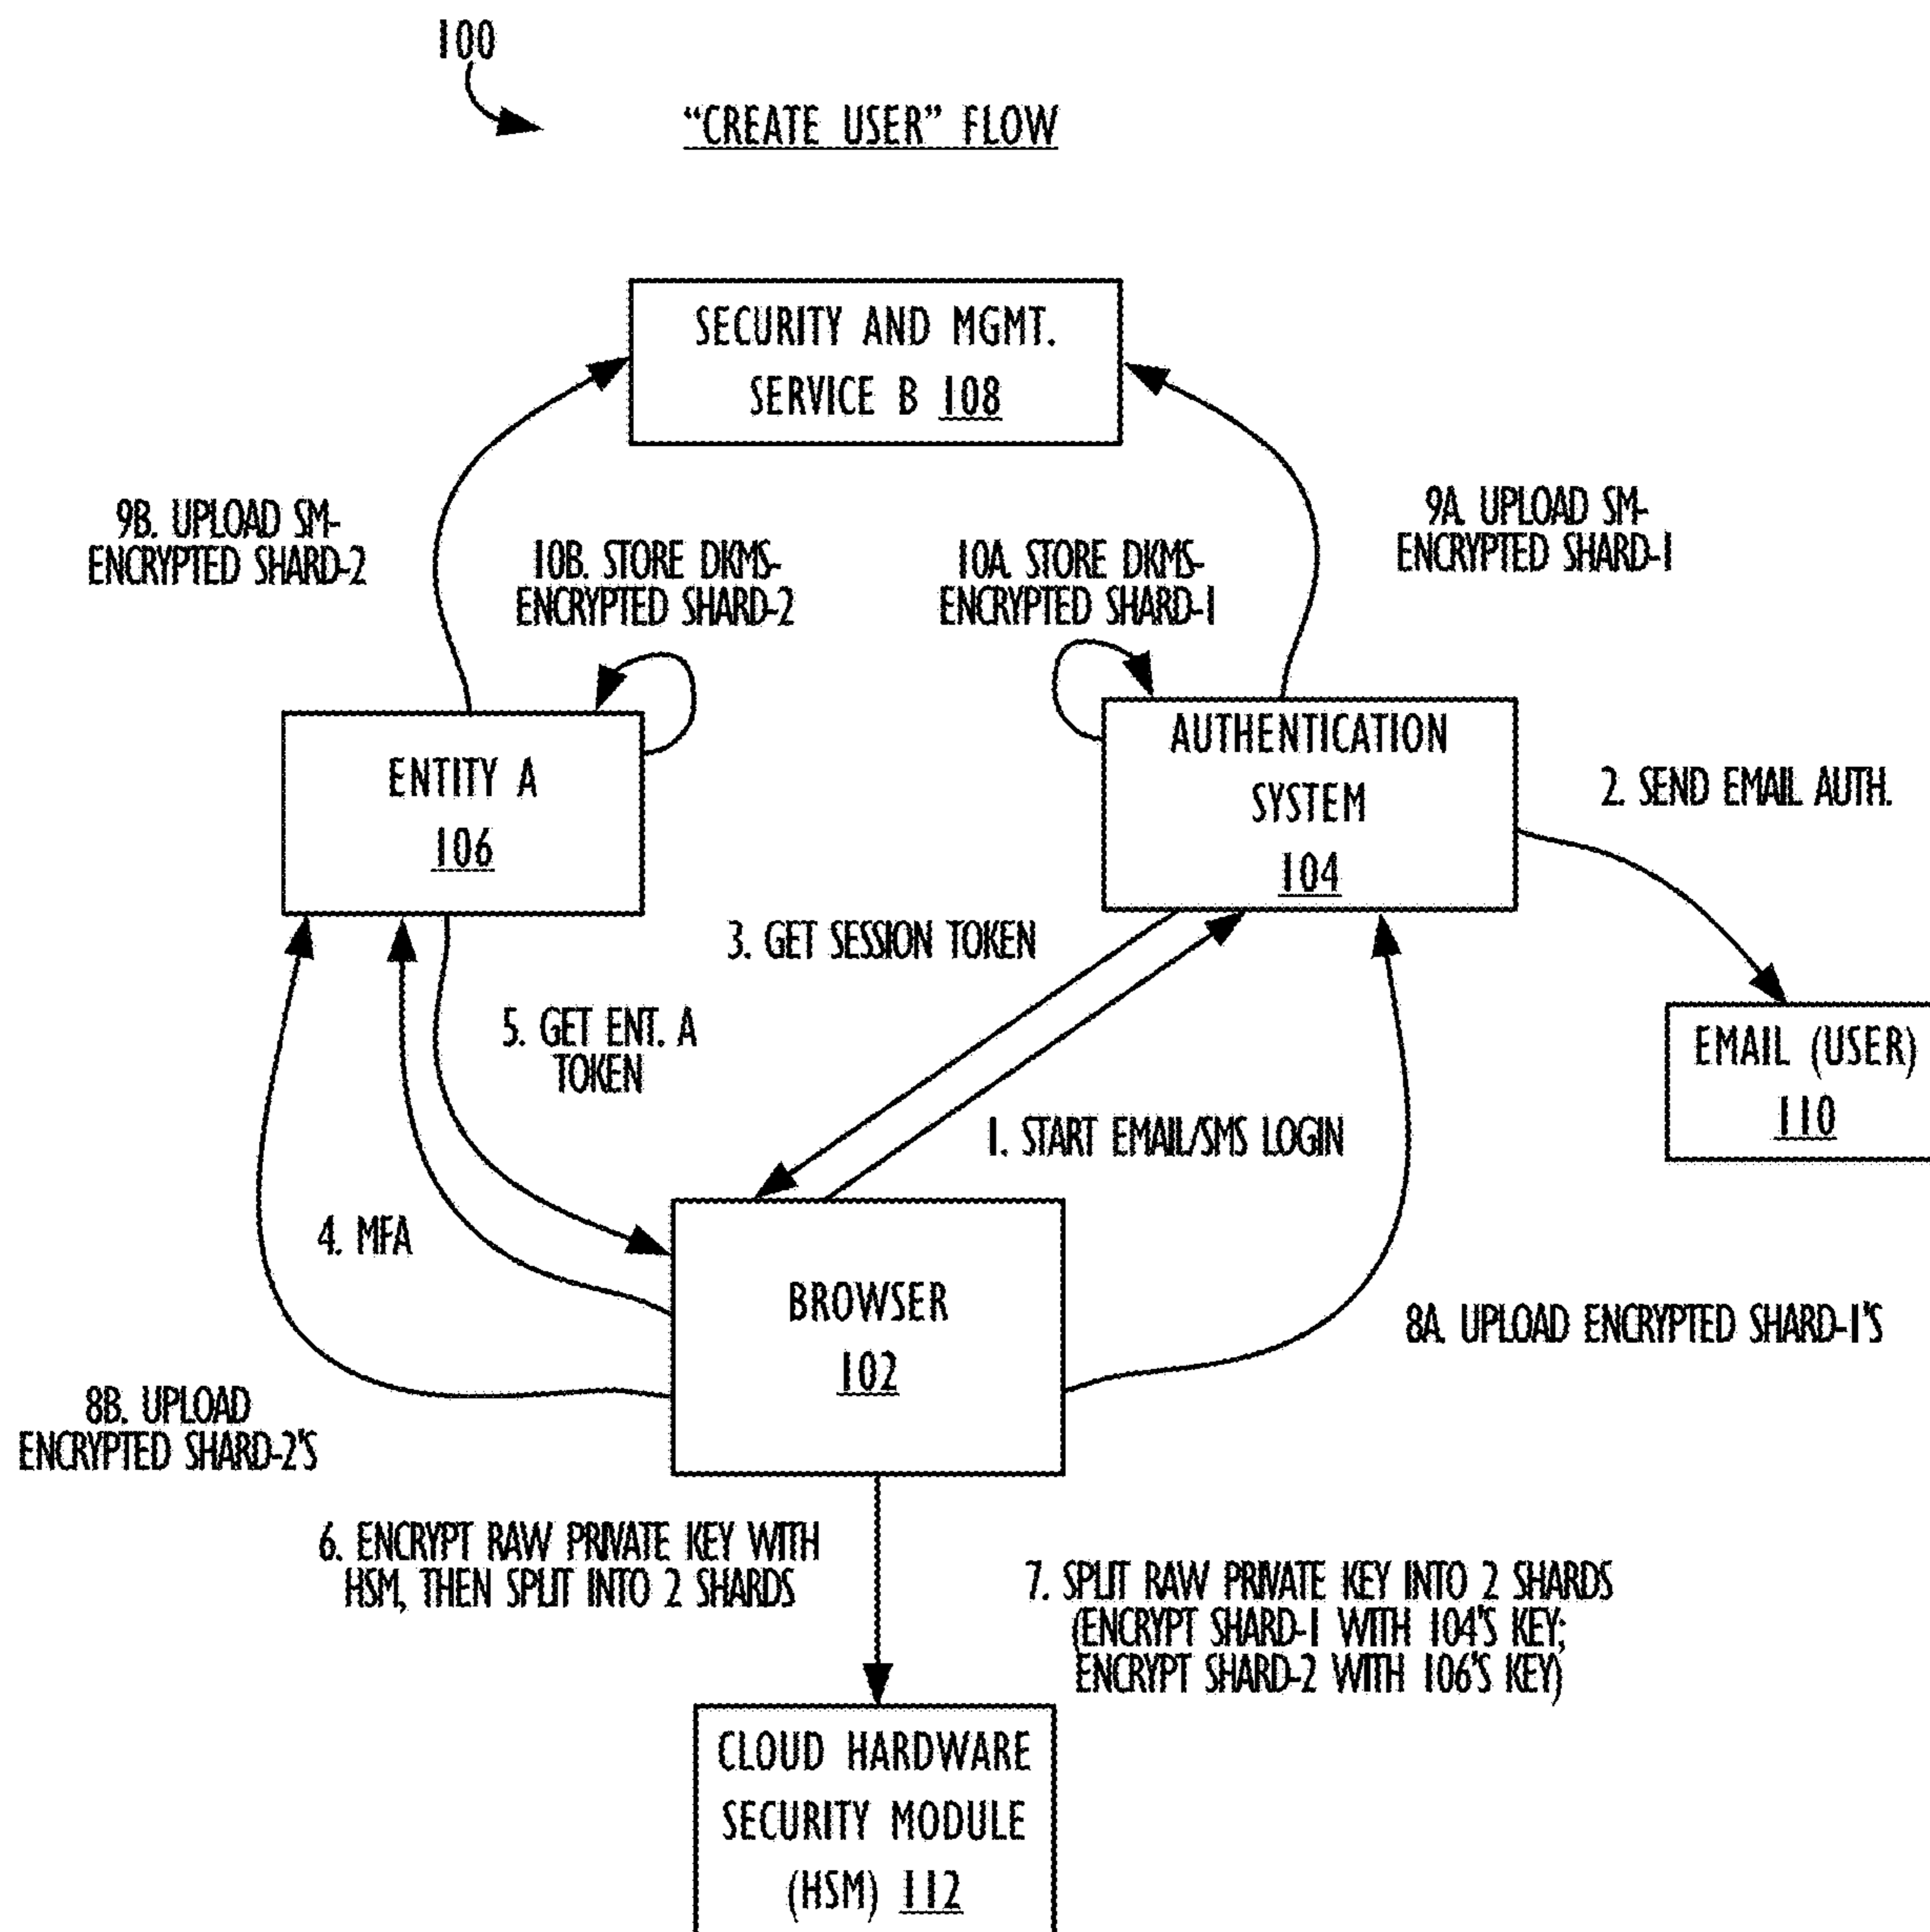 100
“CREATE USER” FLOW
SECURITY AND MGMT.
SERVICE B 108
9B. UPLOAD SM-
ENCRYPTED SHARD-2
10B. STORE DKMS-
ENCRYPTED SHARD-2
10A. STORE DKMS-
ENCRYPTED SHARD-1
9A. UPLOAD SM-
ENCRYPTED SHARD-1
ENTITY A
106
AUTHENTICATION
SYSTEM
104
2. SEND EMAIL AUTH.
3. GET SESSION TOKEN
5. GET ENT. A
TOKEN
EMAIL (USER)
110
1. START EMAIL/SMS LOGIN
4. MFA
BROWSER
102
8A. UPLOAD ENCRYPTED SHARD-1'S
8B. UPLOAD
ENCRYPTED SHARD-2'S
6. ENCRYPT RAW PRIVATE KEY WITH
HSM, THEN SPLIT INTO 2 SHARDS
7. SPLIT RAW PRIVATE KEY INTO 2 SHARDS
(ENCRYPT SHARD-1 WITH 104'S KEY;
ENCRYPT SHARD-2 WITH 106'S KEY)
CLOUD HARDWARE
SECURITY MODULE
(HSM) 112